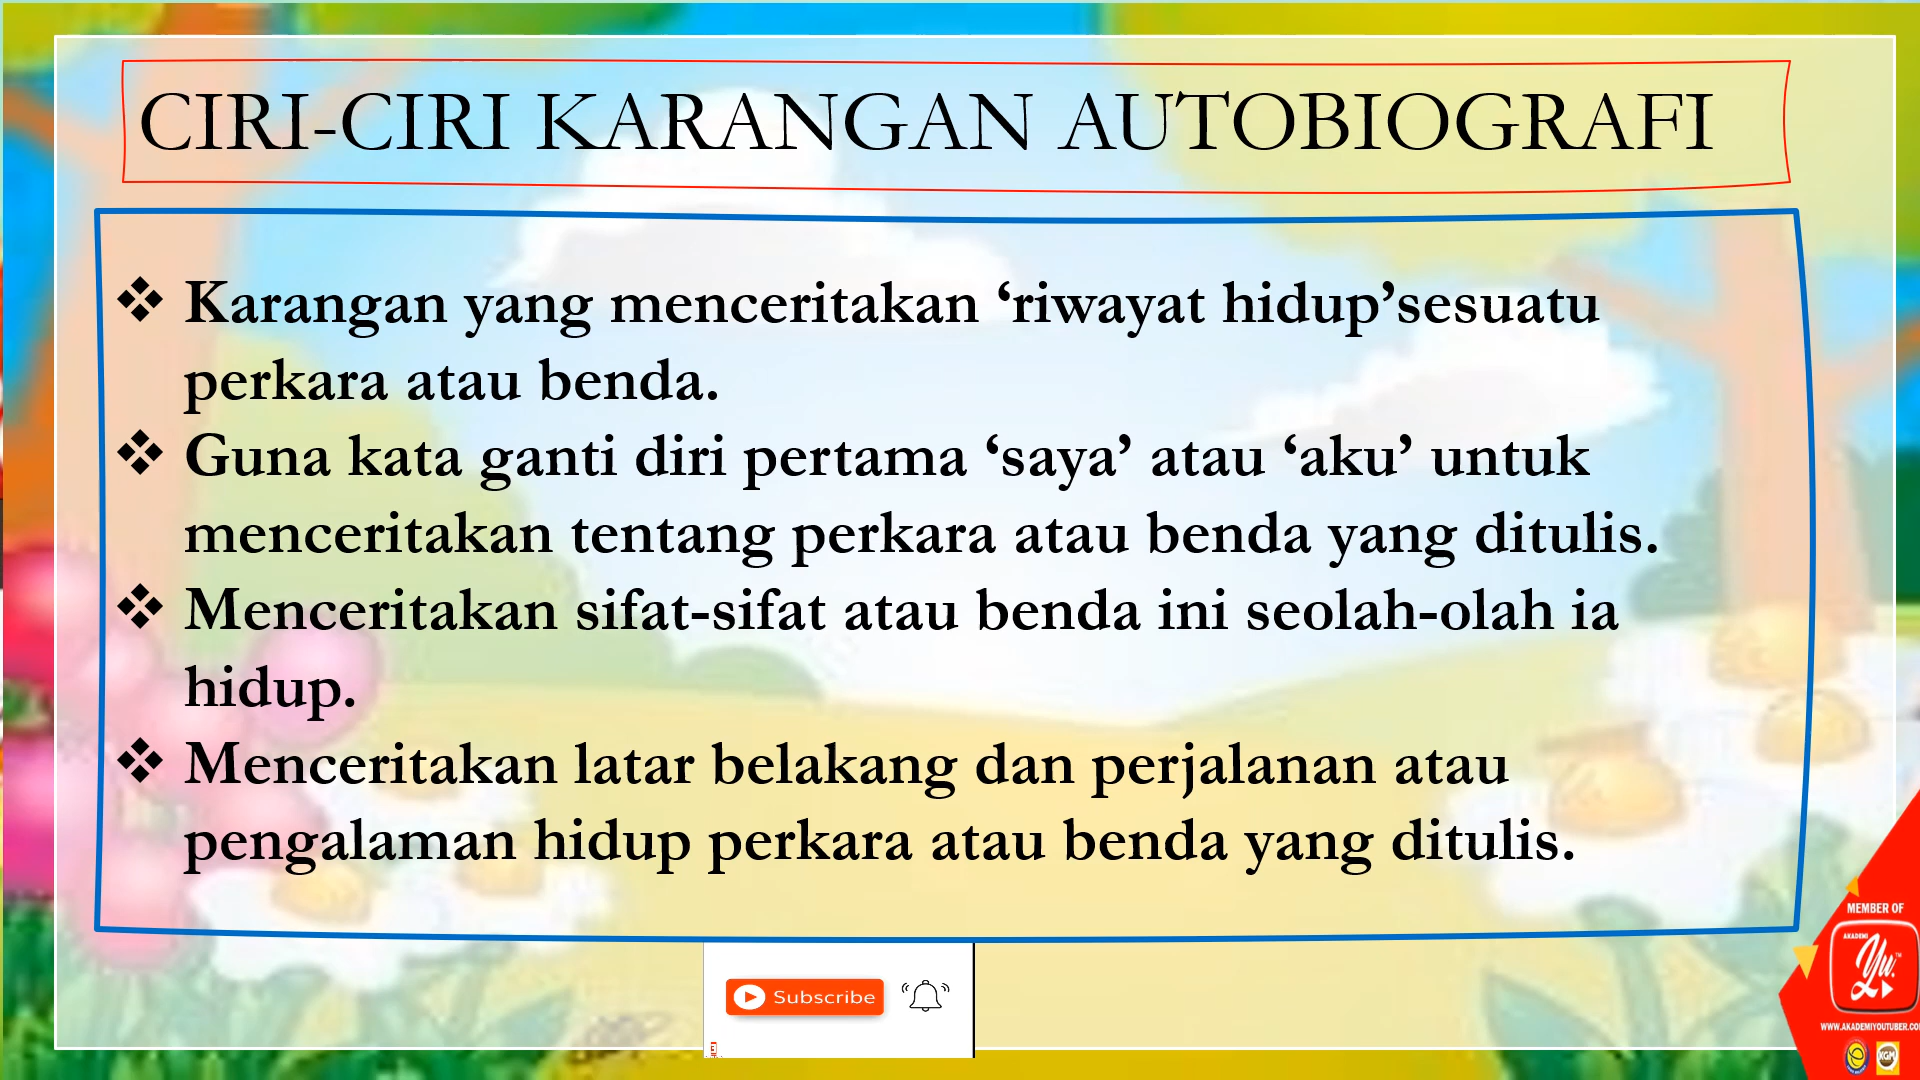 CIRI-CIRI KARANGAN AUTOBIOGRAFI
❖ Karangan yang menceritakan ‘riwayat hidup’sesuatu
perkara atau benda.
❖ Guna kata ganti diri pertama ‘saya’ atau ‘aku’ untuk
menceritakan tentang perkara atau benda yang ditulis.
❖ Menceritakan sifat-sifat atau benda ini seolah-olah ia
hidup.
❖ Menceritakan latar belakang dan perjalanan atau
pengalaman hidup perkara atau benda yang ditulis.
Subscribe
MEMBER OF
AKADEMI
Yu.
WWW.AKADEMIYOUTUBER.CO
XGM